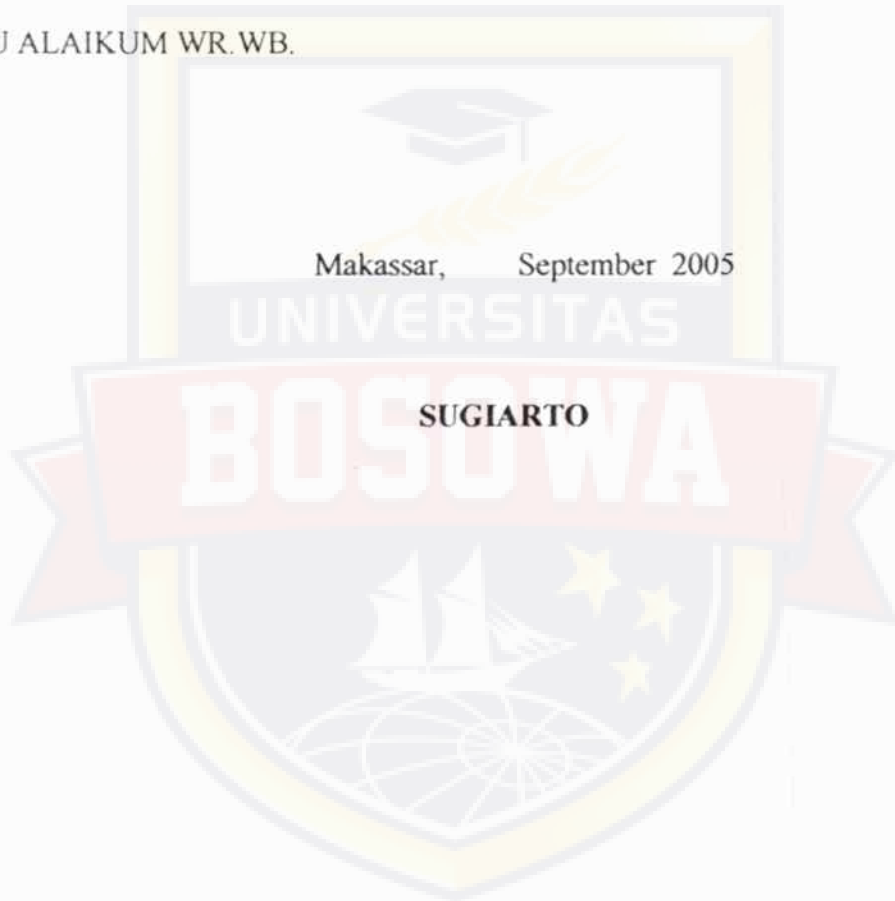 U ALAIKUM WR.WB.
Makassar, September 2005
UNIVERSITAS
SUGIARTO
BOSOWA